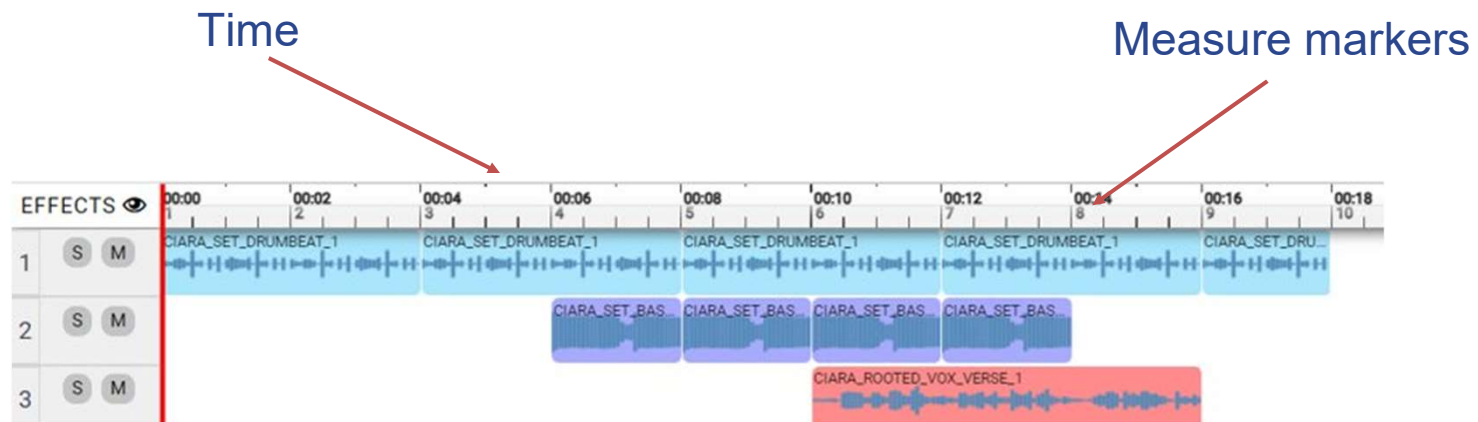 Time
Measure markers
EFFECTS 00:00 00:02 00:04 00:06 00:08 00:10 00:12 00:14 00:16 00:18
1 2 3 4 5 6 7 8 9 10
1 S M CIARA_SET_DRUMBEAT_1 CIARA_SET_DRUMBEAT_1 CIARA_SET_DRUMBEAT_1 CIARA_SET_DRUMBEAT_1 CIARA_SET_DRU...
2 S M CIARA_SET_BAS... CIARA_SET_BAS... CIARA_SET_BAS... CIARA_SET_BAS...
3 S M CIARA_ROOTED_VOX_VERSE_1